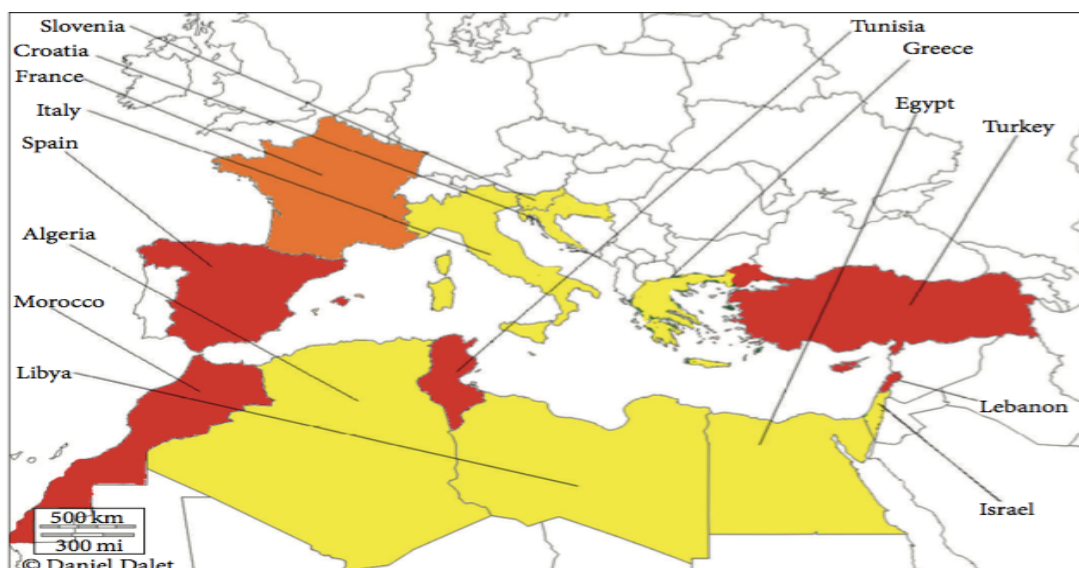 Slovenia
Croatia
France
Italy
Spain
Algeria
Morocco
Libya
Tunisia
Greece
Egypt
Turkey
Lebanon
Israel
500 km
300 mi
© Daniel Dalet